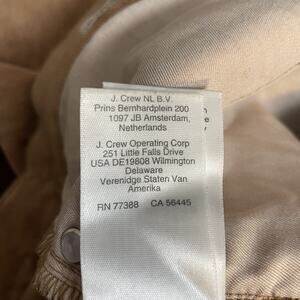 J. Crew NL B.V.
Prins Bernhardplein 200
1097 JB Amsterdam,
Netherlands
J. Crew Operating Corp
251 Little Falls Drive
USA DE19808 Wilmington
Delaware
Verenidge Staten Van
Amerika
RN 77388 CA 56445